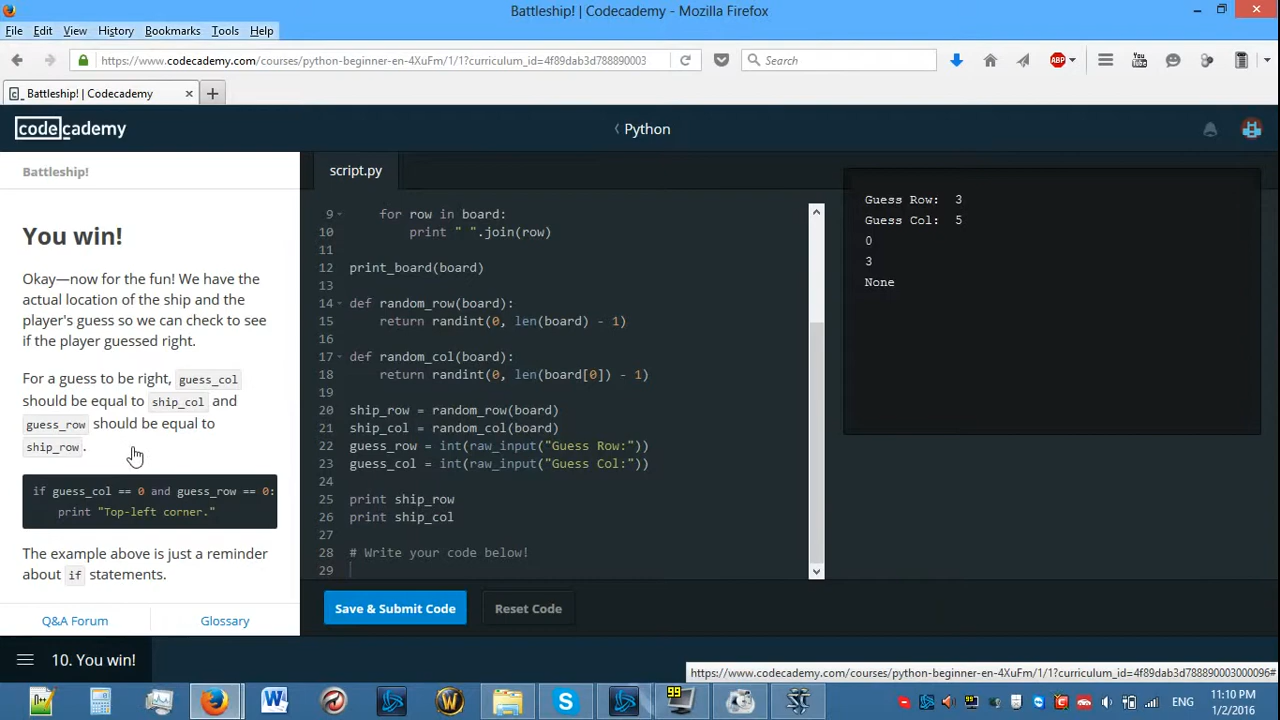 Battleship! | Codecademy - Mozilla Firefox
File Edit View History Bookmarks Tools Help
https://www.codecademy.com/courses/python-beginner-en-4XuFm/1/1?curriculum_id=4f89dab3d788890003
Search
ABP
You Tube
Battleship! | Codecademy
codecademy
Python
Battleship!
script.py
You win!
Okay—now for the fun! We have the
actual location of the ship and the
player's guess so we can check to see
if the player guessed right.
For a guess to be right, guess_col
should be equal to ship_col and
guess_row should be equal to
ship_row.
if guess_col == 0 and guess_row == 0:
print "Top-left corner."
The example above is just a reminder
about if statements.
Q&A Forum Glossary
9 for row in board:
10 print " ".join(row)
11
12 print_board(board)
13
14 def random_row(board):
15 return randint(0, len(board) - 1)
16
17 def random_col(board):
18 return randint(0, len(board[0]) - 1)
19
20 ship_row = random_row(board)
21 ship_col = random_col(board)
22 guess_row = int(raw_input("Guess Row:"))
23 guess_col = int(raw_input("Guess Col:"))
24
25 print ship_row
26 print ship_col
27
28 # Write your code below!
29
Save & Submit Code Reset Code
Guess Row: 3
Guess Col: 5
0
3
None
10. You win!
https://www.codecademy.com/courses/python-beginner-en-4XuFm/1/1?curriculum_id=4f89dab3d788890003000096#
99
99
ENG
11:10 PM
1/2/2016